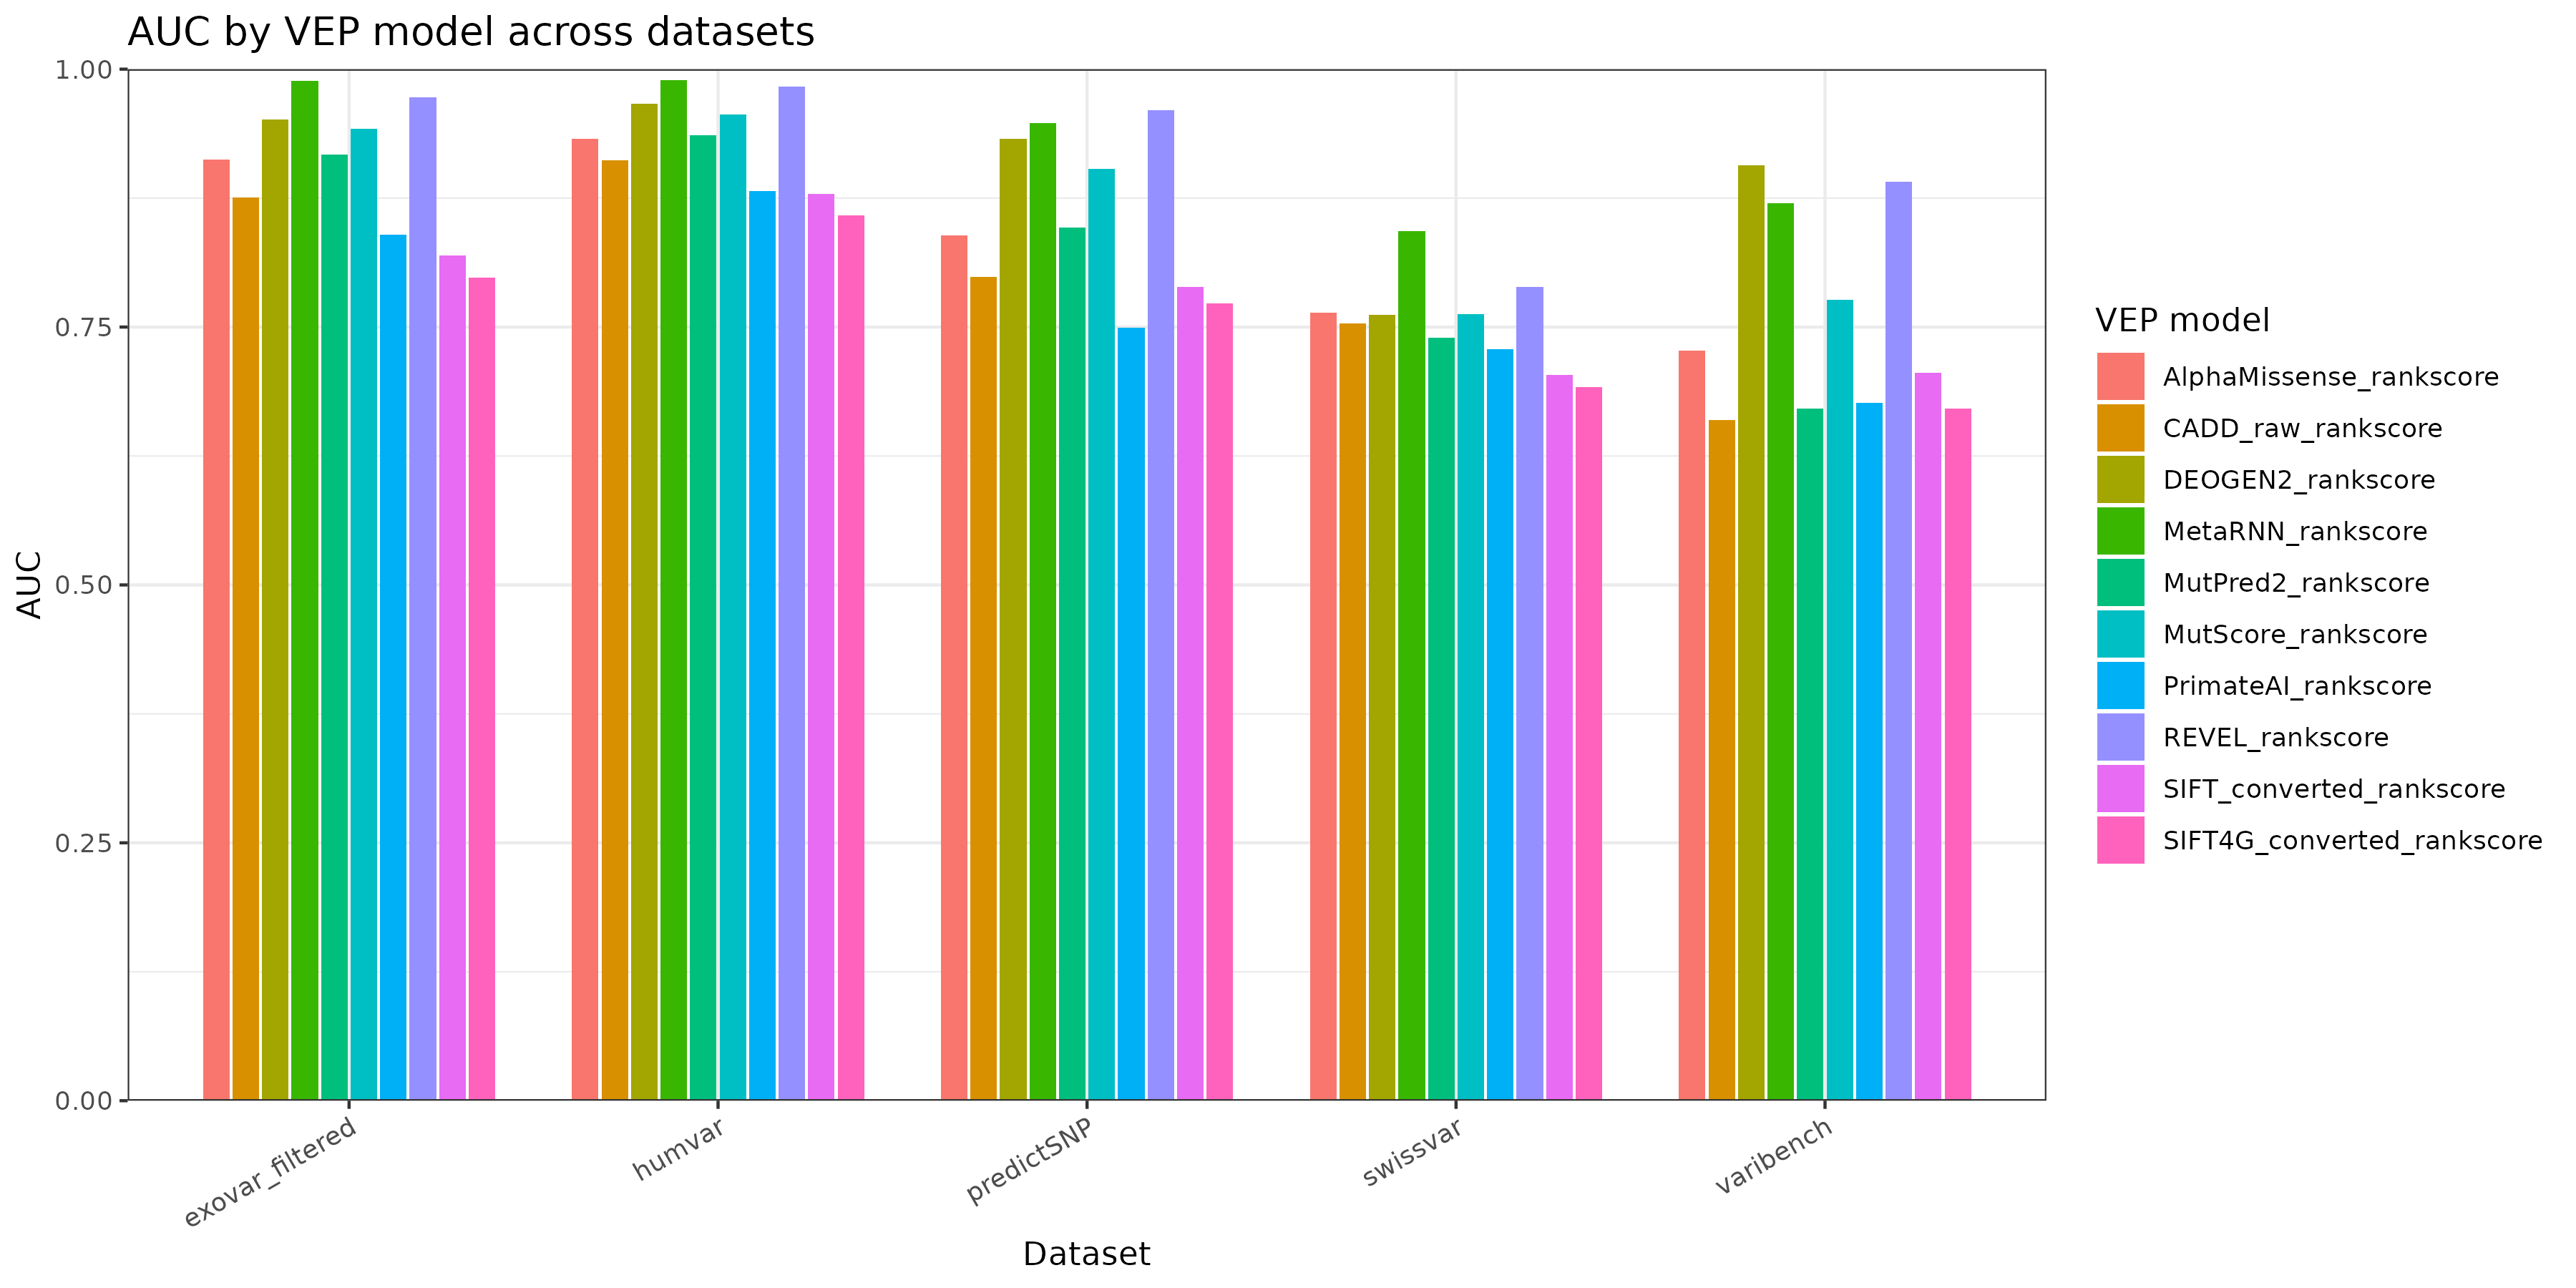 AUC by VEP model across datasets
1.00
0.75
0.50
0.25
0.00
AUC
exovar_filtered
humvar
predictSNP
swissvar
varibench
Dataset
VEP model
AlphaMissense_rankscore
CADD_raw_rankscore
DEOGEN2_rankscore
MetaRNN_rankscore
MutPred2_rankscore
MutScore_rankscore
PrimateAI_rankscore
REVEL_rankscore
SIFT_converted_rankscore
SIFT4G_converted_rankscore